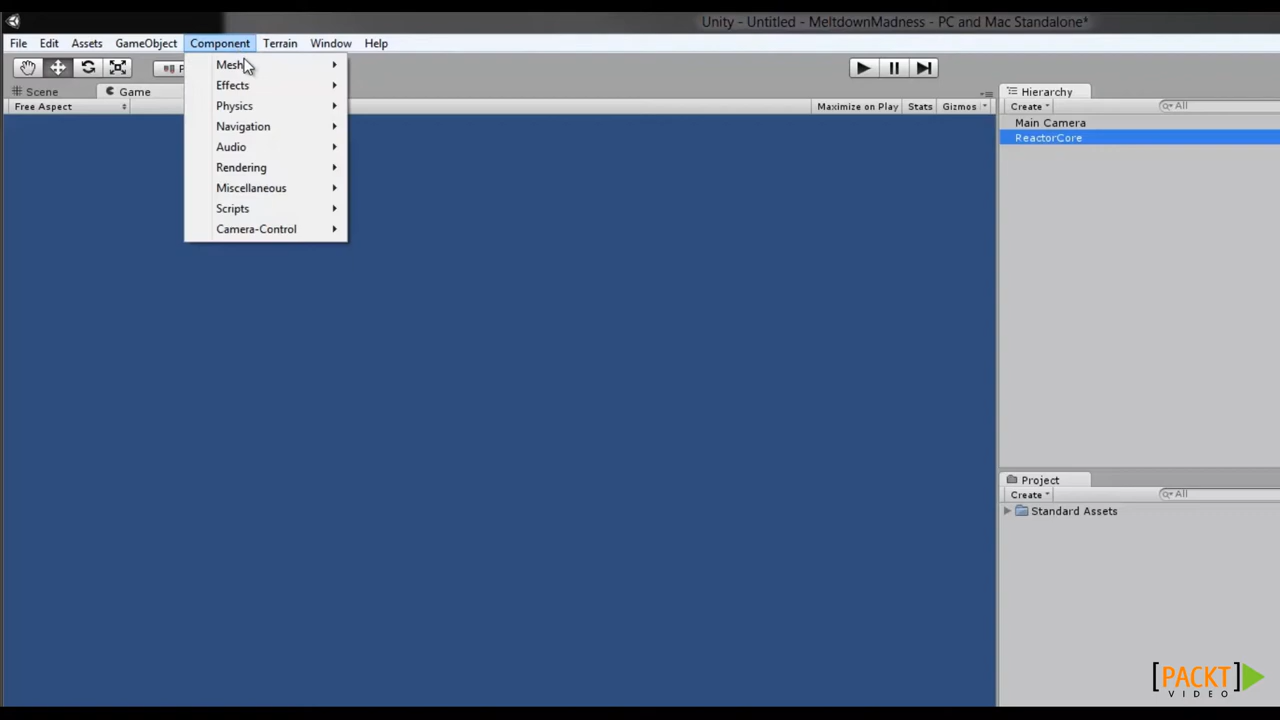 Unity - Untitled - MeltdownMadness - PC and Mac Standalone*
File Edit Assets GameObject Component Terrain Window Help
P
Mesh
Effects
Physics
Navigation
Audio
Rendering
Miscellaneous
Scripts
Camera-Control
Scene Game
Free Aspect Maximize on Play Stats Gizmos
Hierarchy
Create All
Main Camera
ReactorCore
Project
Create All
Standard Assets
[PACKT]
VIDEO